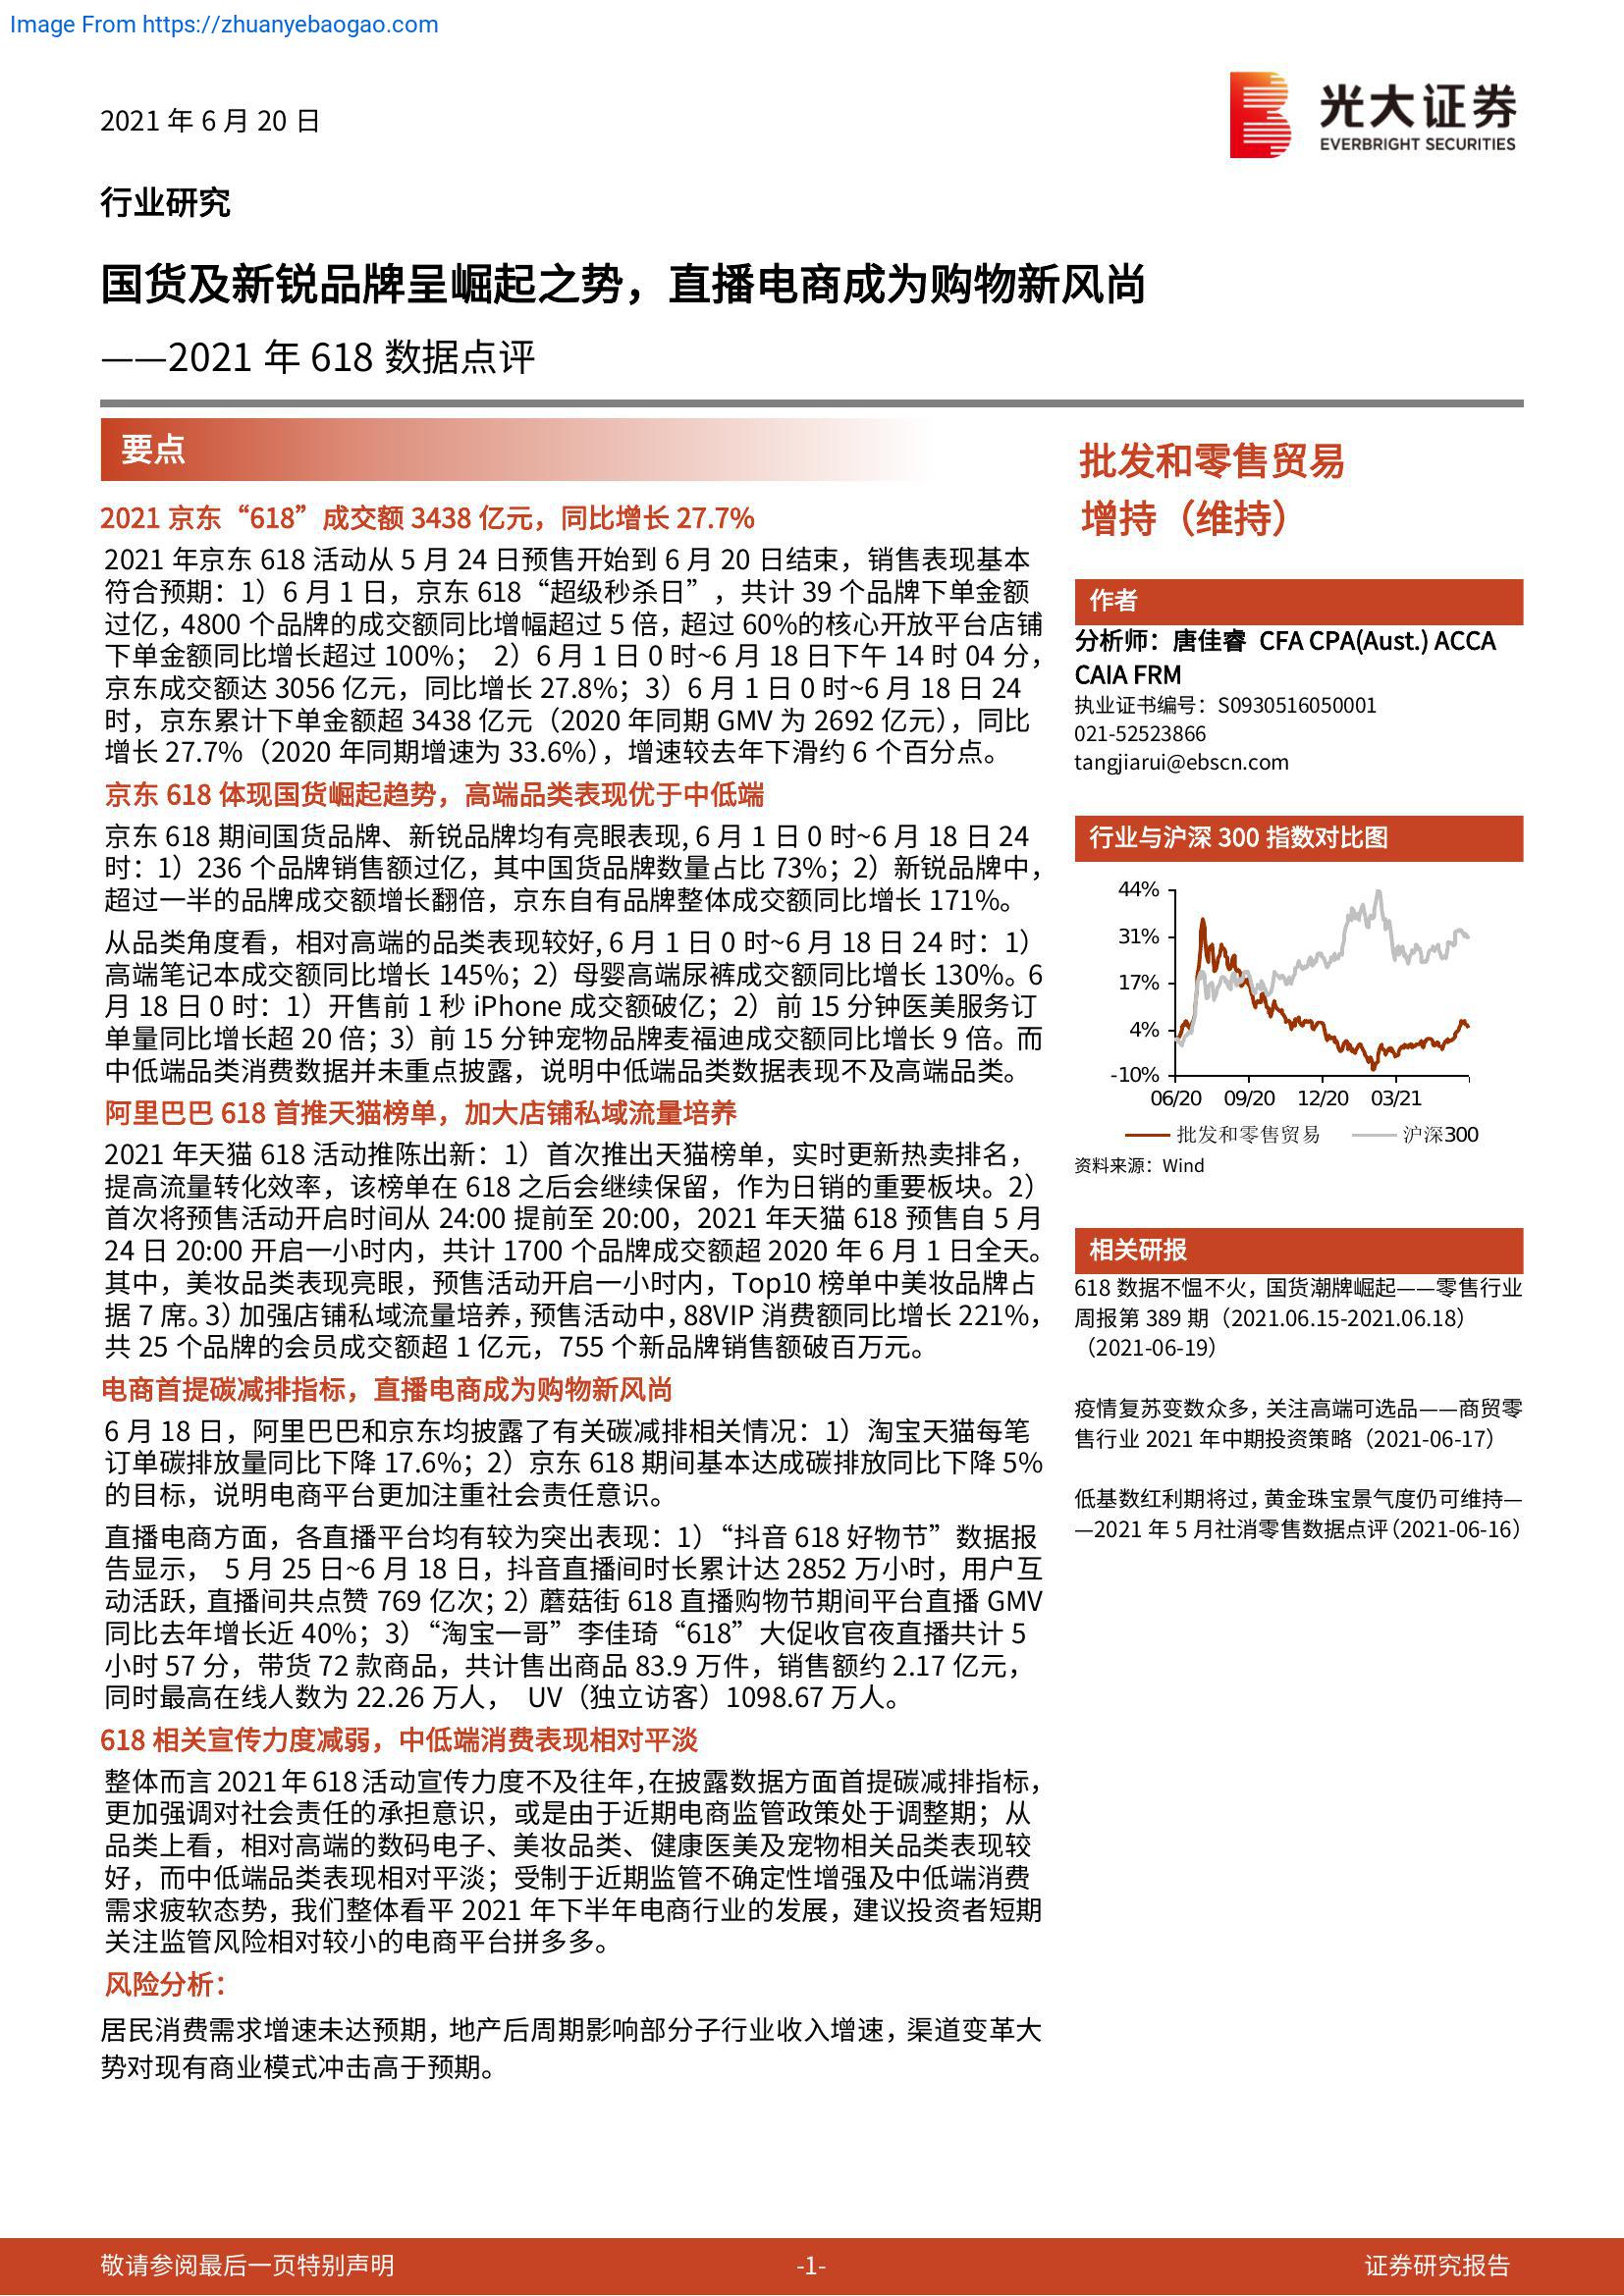 Image From https://zhuanyebaogao.com
2021 年 6 月 20 日
光大证券
EVERBRIGHT SECURITIES
行业研究
国货及新锐品牌呈崛起之势，直播电商成为购物新风尚
——2021 年 618 数据点评
要点
2021 京东“618”成交额 3438 亿元，同比增长 27.7%
2021 年京东 618 活动从 5 月 24 日预售开始到 6 月 20 日结束，销售表现基本
符合预期：1）6 月 1 日，京东 618“超级秒杀日”，共计 39 个品牌下单金额
过亿，4800 个品牌的成交额同比增幅超过 5 倍，超过 60%的核心开放平台店铺
下单金额同比增长超过 100%； 2）6 月 1 日 0 时~6 月 18 日下午 14 时 04 分，
京东成交额达 3056 亿元，同比增长 27.8%；3）6 月 1 日 0 时~6 月 18 日 24
时，京东累计下单金额超 3438 亿元（2020 年同期 GMV 为 2692 亿元），同比
增长 27.7%（2020 年同期增速为 33.6%），增速较去年下滑约 6 个百分点。
京东 618 体现国货崛起趋势，高端品类表现优于中低端
京东 618 期间国货品牌、新锐品牌均有亮眼表现，6 月 1 日 0 时~6 月 18 日 24
时：1）236 个品牌销售额过亿，其中国货品牌数量占比 73%；2）新锐品牌中，
超过一半的品牌成交额增长翻倍，京东自有品牌整体成交额同比增长 171%。
从品类角度看，相对高端的品类表现较好，6 月 1 日 0 时~6 月 18 日 24 时：1）
高端笔记本成交额同比增长 145%；2）母婴高端尿裤成交额同比增长 130%。6
月 18 日 0 时：1）开售前 1 秒 iPhone 成交额破亿；2）前 15 分钟医美服务订
单量同比增长超 20 倍；3）前 15 分钟宠物品牌麦福迪成交额同比增长 9 倍。而
中低端品类消费数据并未重点披露，说明中低端品类数据表现不及高端品类。
阿里巴巴 618 首推天猫榜单，加大店铺私域流量培养
2021 年天猫 618 活动推陈出新：1）首次推出天猫榜单，实时更新热卖排名，
提高流量转化效率，该榜单在 618 之后会继续保留，作为日销的重要板块。2）
首次将预售活动开启时间从 24:00 提前至 20:00，2021 年天猫 618 预售自 5 月
24 日 20:00 开启一小时内，共计 1700 个品牌成交额超 2020 年 6 月 1 日全天。
其中，美妆品类表现亮眼，预售活动开启一小时内，Top10 榜单中美妆品牌占
据 7 席。3）加强店铺私域流量培养，预售活动中，88VIP 消费额同比增长 221%，
共 25 个品牌的会员成交额超 1 亿元，755 个新品牌销售额破百万元。
电商首提碳减排指标，直播电商成为购物新风尚
6 月 18 日，阿里巴巴和京东均披露了有关碳减排相关情况：1）淘宝天猫每笔
订单碳排放量同比下降 17.6%；2）京东 618 期间基本达成碳排放同比下降 5%
的目标，说明电商平台更加注重社会责任意识。
直播电商方面，各直播平台均有较为突出表现：1）“抖音 618 好物节”数据报
告显示， 5 月 25 日~6 月 18 日，抖音直播间时长累计达 2852 万小时，用户互
动活跃，直播间共点赞 769 亿次；2）蘑菇街 618 直播购物节期间平台直播 GMV
同比去年增长近 40%；3）“淘宝一哥”李佳琦“618”大促收官夜直播共计 5
小时 57 分，带货 72 款商品，共计售出商品 83.9 万件，销售额约 2.17 亿元，
同时最高在线人数为 22.26 万人， UV（独立访客）1098.67 万人。
618 相关宣传力度减弱，中低端消费表现相对平淡
整体而言 2021 年 618 活动宣传力度不及往年，在披露数据方面首提碳减排指标，
更加强调对社会责任的承担意识，或是由于近期电商监管政策处于调整期；从
品类上看，相对高端的数码电子、美妆品类、健康医美及宠物相关品类表现较
好，而中低端品类表现相对平淡；受制于近期监管不确定性增强及中低端消费
需求疲软态势，我们整体看平 2021 年下半年电商行业的发展，建议投资者短期
关注监管风险相对较小的电商平台拼多多。
风险分析：
居民消费需求增速未达预期，地产后周期影响部分子行业收入增速，渠道变革大
势对现有商业模式冲击高于预期。
批发和零售贸易
增持（维持）
作者
分析师：唐佳睿 CFA CPA(Aust.) ACCA
CAIA FRM
执业证书编号：S0930516050001
021-52523866
tangjiarui@ebscn.com
行业与沪深 300 指数对比图
44%
31%
17%
4%
-10%
06/20 09/20 12/20 03/21
批发和零售贸易 沪深300
资料来源：Wind
相关研报
618 数据不愠不火，国货潮牌崛起——零售行业
周报第 389 期（2021.06.15-2021.06.18）
（2021-06-19）
疫情复苏变数众多，关注高端可选品——商贸零
售行业 2021 年中期投资策略（2021-06-17）
低基数红利期将过，黄金珠宝景气度仍可维持—
—2021 年 5 月社消零售数据点评（2021-06-16）
敬请参阅最后一页特别声明 -1- 证券研究报告